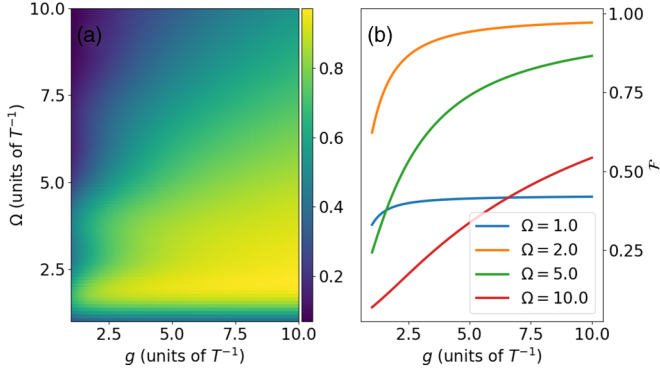 (a)
10.0
7.5
5.0
2.5
Ω (units of T⁻¹)
2.5 5.0 7.5 10.0
g (units of T⁻¹)
0.8
0.6
0.4
0.2
(b)
1.00
0.75
0.50
0.25
ℱ
Ω = 1.0
Ω = 2.0
Ω = 5.0
Ω = 10.0
2.5 5.0 7.5 10.0
g (units of T⁻¹)